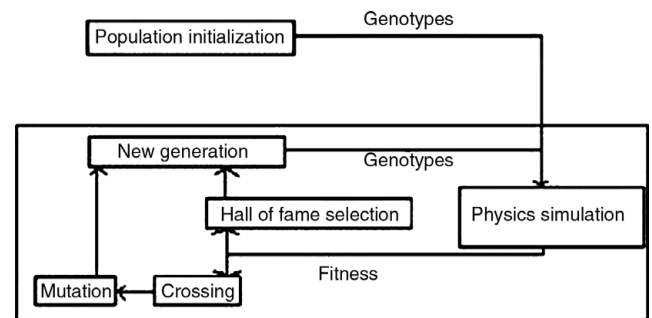 Genotypes
Population initialization
New generation
Genotypes
Hall of fame selection
Physics simulation
Fitness
Mutation
Crossing